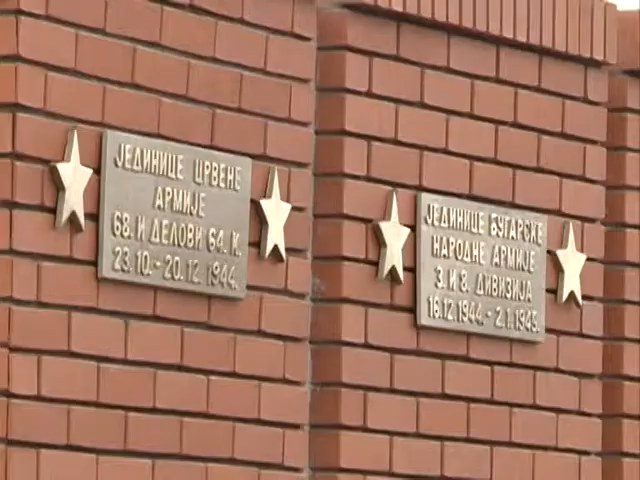 ЈЕДИНИЦЕ ЦРВЕНЕ
АРМИЈЕ
68. И ДЕЛОВИ 64. К.
23.10.- 20.12. 1944.
ЈЕДИНИЦЕ БУГАРСКЕ
НАРОДНЕ АРМИЈЕ
3. И 8. ДИВИЗИЈА
16.12.1944.- 2.1.1945.